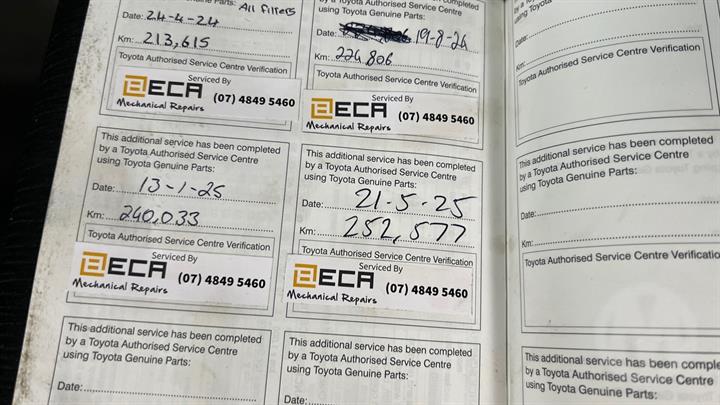 ne Parts: All filters
Date: 24-4-24
Km: 213,615
Toyota Authorised Service Centre Verification
Serviced By
ECA
Mechanical Repairs
(07) 4849 5460
completed
by a Toyota Authorised Service Centre
using Toyota Genuine Parts:
Date: 19-8-24
Km: 224,806
Toyota Authorised Service Centre Verification
Serviced By
ECA
Mechanical Repairs
(07) 4849 5460
using Toyota
Date:
Km:
Toyota Authorised Service Centre Verification
This additional service has been completed
by a Toyota Authorised Service Centre
using Toyota Genuine Parts:
Date: 13-1-25
Km: 240,033
Toyota Authorised Service Centre Verification
Serviced By
ECA
Mechanical Repairs
(07) 4849 5460
This additional service has been completed
by a Toyota Authorised Service Centre
using Toyota Genuine Parts:
Date: 21-5-25
Km: 252,577
Toyota Authorised Service Centre Verification
Serviced By
ECA
Mechanical Repairs
(07) 4849 5460
This additional service has been completed
by a Toyota Authorised Service Centre
using Toyota Genuine Parts:
Date:
Km:
Toyota Authorised Service Centre Verificatio
This additional service has been completed
by a Toyota Authorised Service Centre
using Toyota Genuine Parts:
Date:
This additional service has been completed
by a Toyota Authorised Service Centre
using Toyota Genuine Parts:
Date:
This additional service has been comple
by a Toyota Authorised Service Centre
using Toyota Genuine Parts: